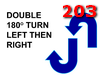 DOUBLE
180° TURN
LEFT THEN
RIGHT
203